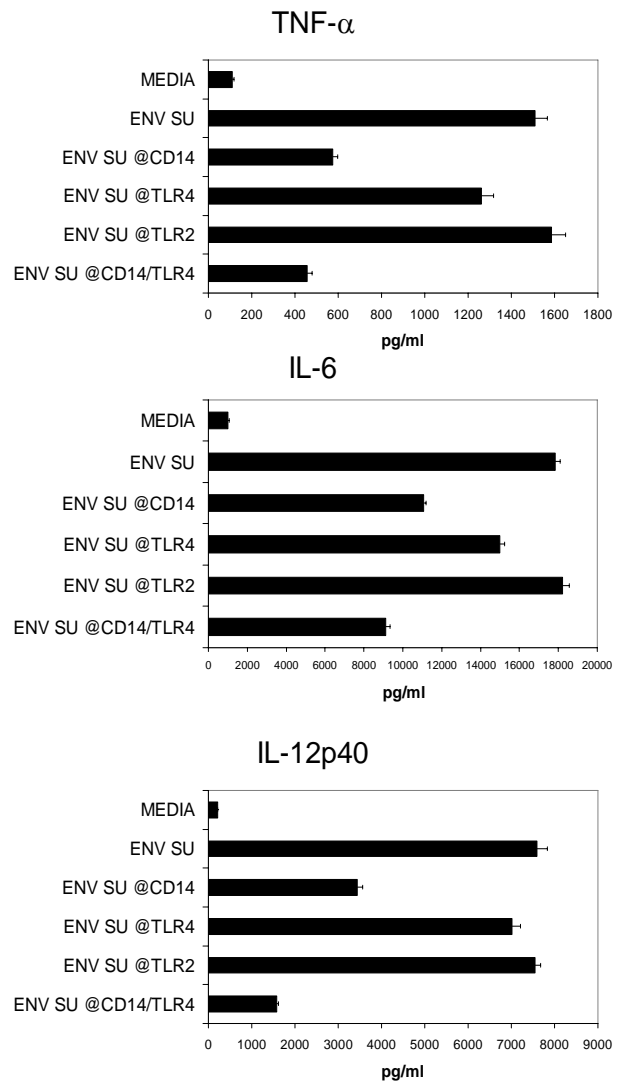 TNF-α
MEDIA
ENV SU
ENV SU @CD14
ENV SU @TLR4
ENV SU @TLR2
ENV SU @CD14/TLR4
0 200 400 600 800 1000 1200 1400 1600 1800
pg/ml
IL-6
MEDIA
ENV SU
ENV SU @CD14
ENV SU @TLR4
ENV SU @TLR2
ENV SU @CD14/TLR4
0 2000 4000 6000 8000 10000 12000 14000 16000 18000 20000
pg/ml
IL-12p40
MEDIA
ENV SU
ENV SU @CD14
ENV SU @TLR4
ENV SU @TLR2
ENV SU @CD14/TLR4
0 1000 2000 3000 4000 5000 6000 7000 8000 9000
pg/ml